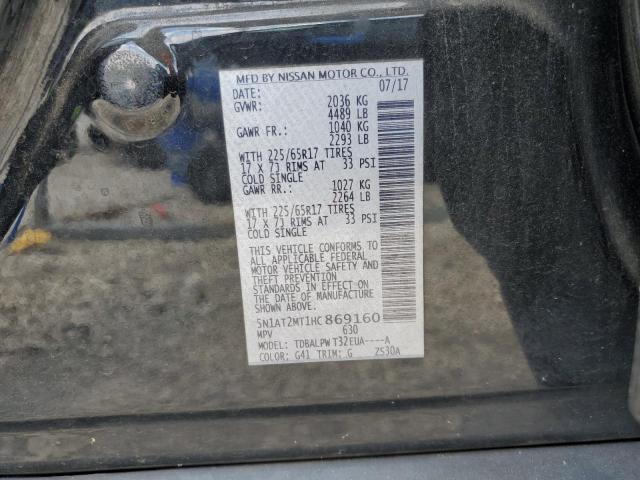 MFD BY NISSAN MOTOR CO., LTD.
DATE: 07/17
GVWR: 2036 KG
4489 LB
GAWR FR.: 1040 KG
2293 LB
WITH 225/65R17 TIRES
17 X 7J RIMS AT 33 PSI
COLD SINGLE
GAWR RR.: 1027 KG
2264 LB
WITH 225/65R17 TIRES
17 X 7J RIMS AT 33 PSI
COLD SINGLE
THIS VEHICLE CONFORMS TO
ALL APPLICABLE FEDERAL
MOTOR VEHICLE SAFETY AND
THEFT PREVENTION
STANDARDS IN EFFECT ON
THE DATE OF MANUFACTURE
SHOWN ABOVE.
5N1AT2MT1HC869160
MPV 630
MODEL: TDBALPW T32EUA----A
COLOR: G41 TRIM: G ZS30A